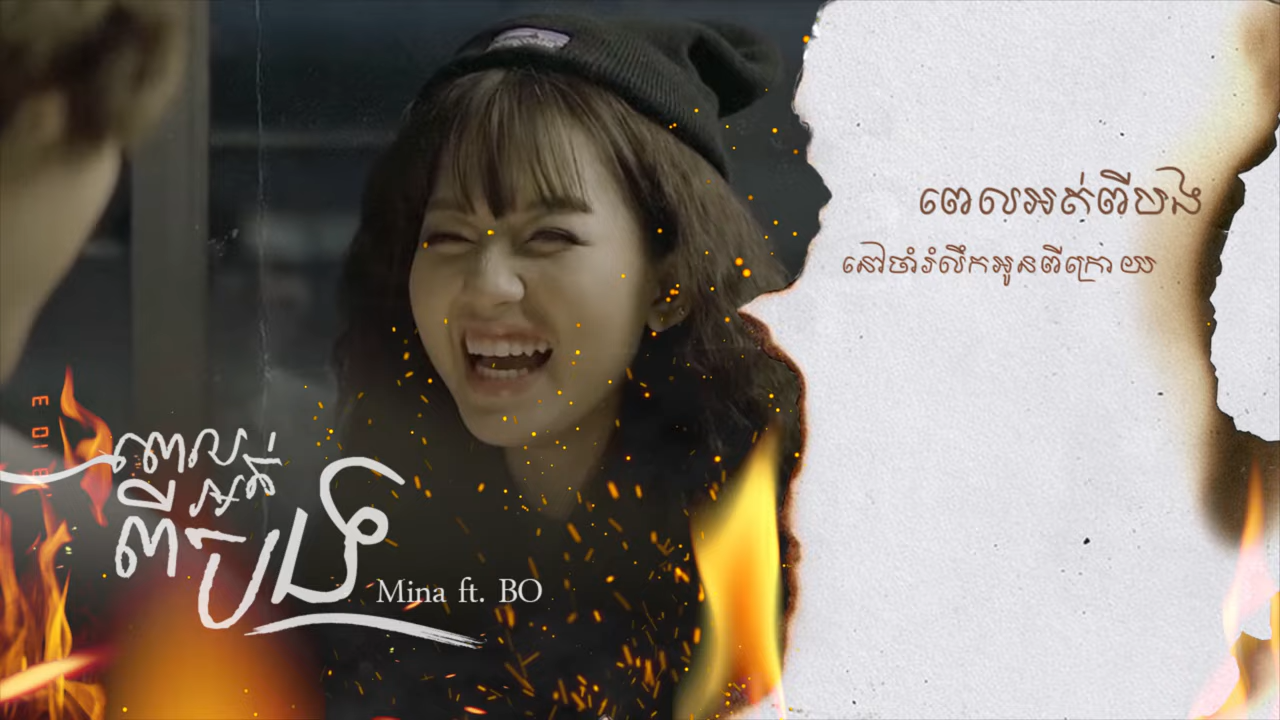 ពេលអត់ពីបង
នៅចាំរំលឹកអូនពីក្រោយ
ពេលអត់
ពីបង
Mina ft. BO